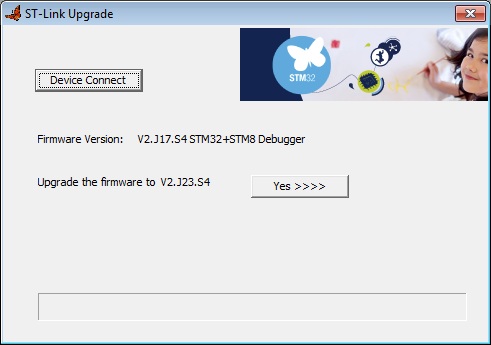 ST-Link Upgrade
STM32
Device Connect
Firmware Version: V2.J17.S4 STM32+STM8 Debugger
Upgrade the firmware to V2.J23.S4
Yes >>>>